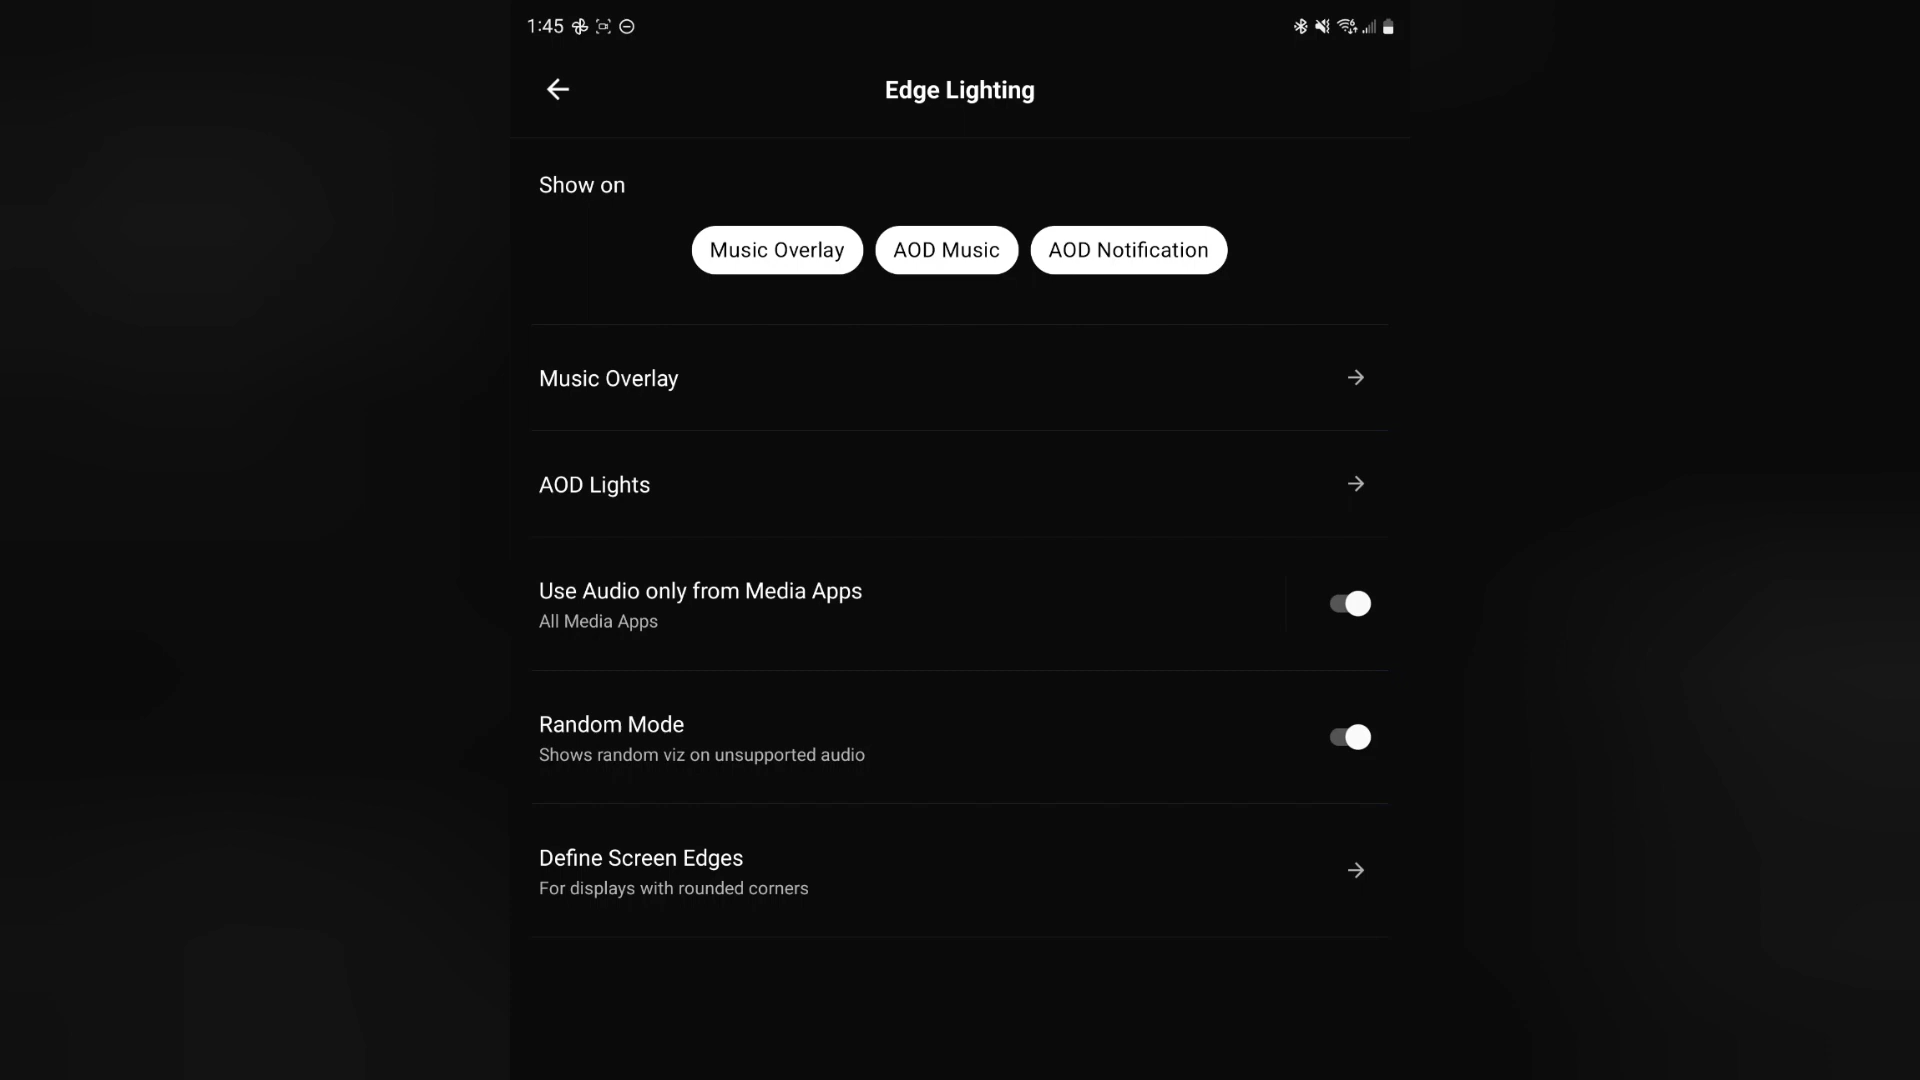 1:45
Edge Lighting
Show on
Music Overlay AOD Music AOD Notification
Music Overlay
AOD Lights
Use Audio only from Media Apps
All Media Apps
Random Mode
Shows random viz on unsupported audio
Define Screen Edges
For displays with rounded corners